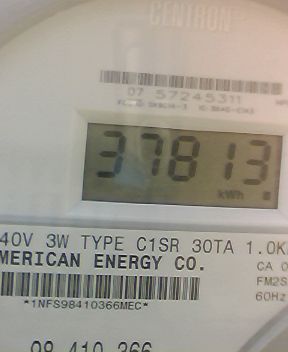 CENTRON
07 57245311
37813
kWh
40V 3W TYPE C1SR 30TA 1.0K
MERICAN ENERGY CO.
CA 0
FM2S
*1NFS98410366MEC*
60Hz
98 410 366